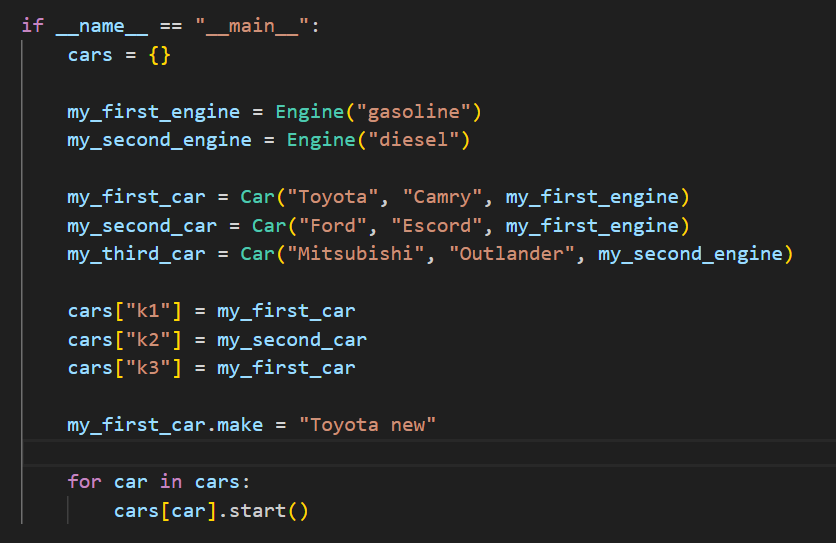 if __name__ == "__main__":
    cars = {}
    my_first_engine = Engine("gasoline")
    my_second_engine = Engine("diesel")
    my_first_car = Car("Toyota", "Camry", my_first_engine)
    my_second_car = Car("Ford", "Escord", my_first_engine)
    my_third_car = Car("Mitsubishi", "Outlander", my_second_engine)
    cars["k1"] = my_first_car
    cars["k2"] = my_second_car
    cars["k3"] = my_first_car
    my_first_car.make = "Toyota new"
    for car in cars:
        cars[car].start()